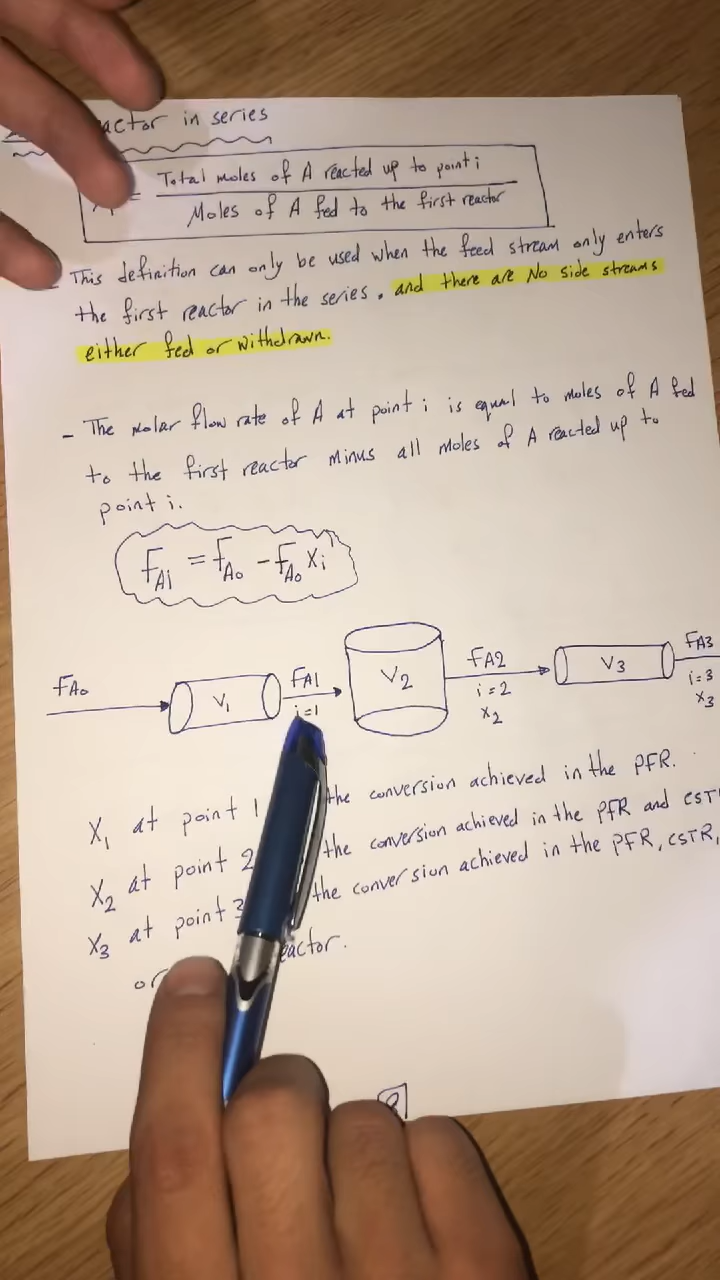 actor in series
= Total moles of A reacted up to point i
Moles of A fed to the first reactor
This definition can only be used when the feed stream only enters
the first reactor in the series. and there are No side streams
either fed or withdrawn.
- The molar flow rate of A at point i is equal to moles of A fed
to the first reactor minus all moles of A reacted up to
point i.
FAi = FAo - FAo Xi
FAo V1 FA1 V2 FA2 V3 FA3
i=1 i=2 i=3
X2 X3
X1 at point 1 the conversion achieved in the PFR.
X2 at point 2 the conversion achieved in the PFR and CSTR
X3 at point 3 the conversion achieved in the PFR, CSTR,
or eactor.